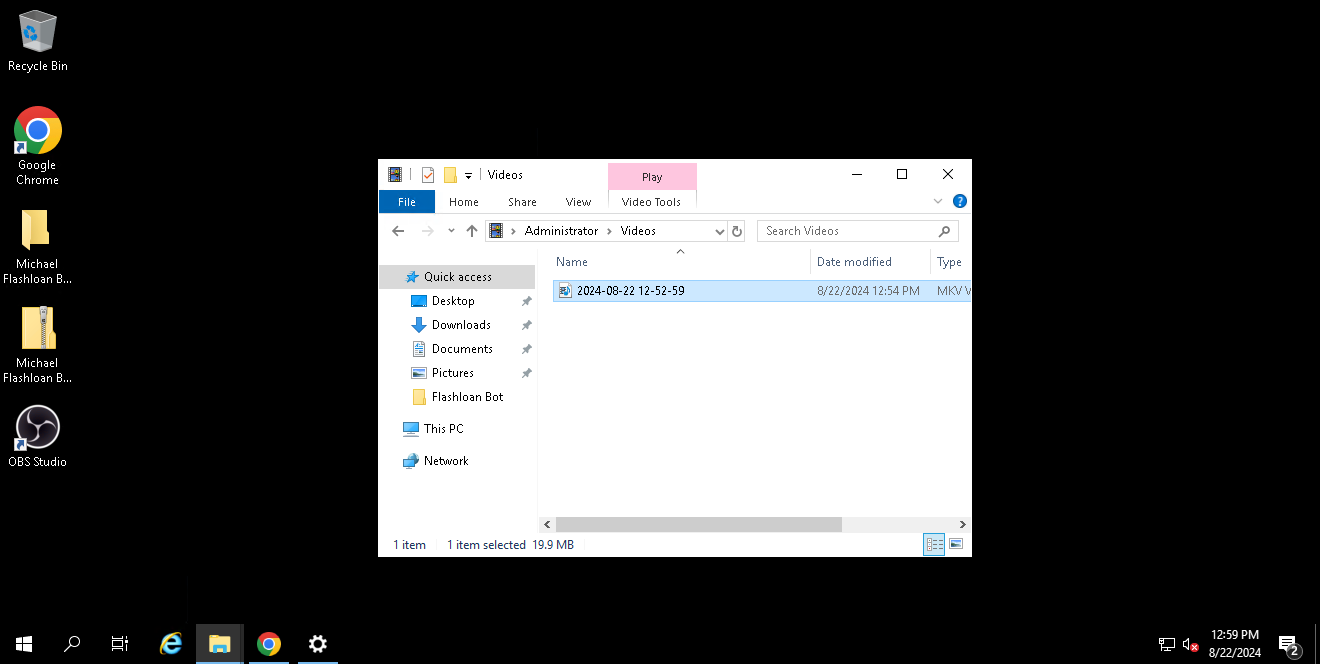 Recycle Bin
Google
Chrome
Michael
Flashloan B...
Michael
Flashloan B...
OBS Studio
Videos
Play
File
Home
Share
View
Video Tools
Administrator
Videos
Search Videos
Name
Date modified
Type
Quick access
2024-08-22 12-52-59
8/22/2024 12:54 PM
MKV V
Desktop
Downloads
Documents
Pictures
Flashloan Bot
This PC
Network
1 item
1 item selected 19.9 MB
12:59 PM
8/22/2024
2